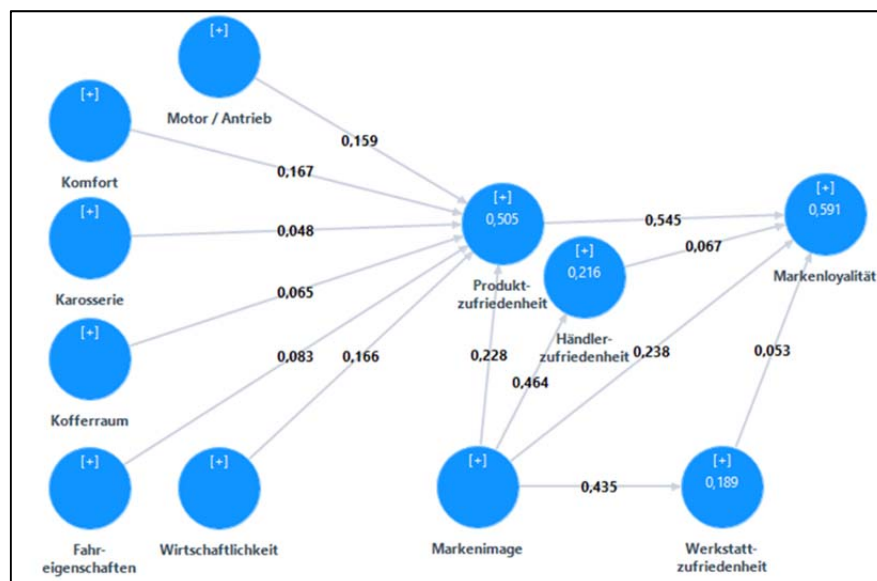 [+]
Motor / Antrieb
[+]
Komfort
0,159
0,167
[+]
Karosserie
0,048
[+]
Kofferraum
0,065
[+]
Fahr-
eigenschaften
0,083
[+]
Wirtschaftlichkeit
0,166
[+]
0,505
Produkt-
zufriedenheit
0,545
[+]
0,591
Markenloyalität
[+]
0,216
Händler-
zufriedenheit
0,067
0,228
0,464
0,238
0,053
[+]
Markenimage
0,435
[+]
0,189
Werkstatt-
zufriedenheit